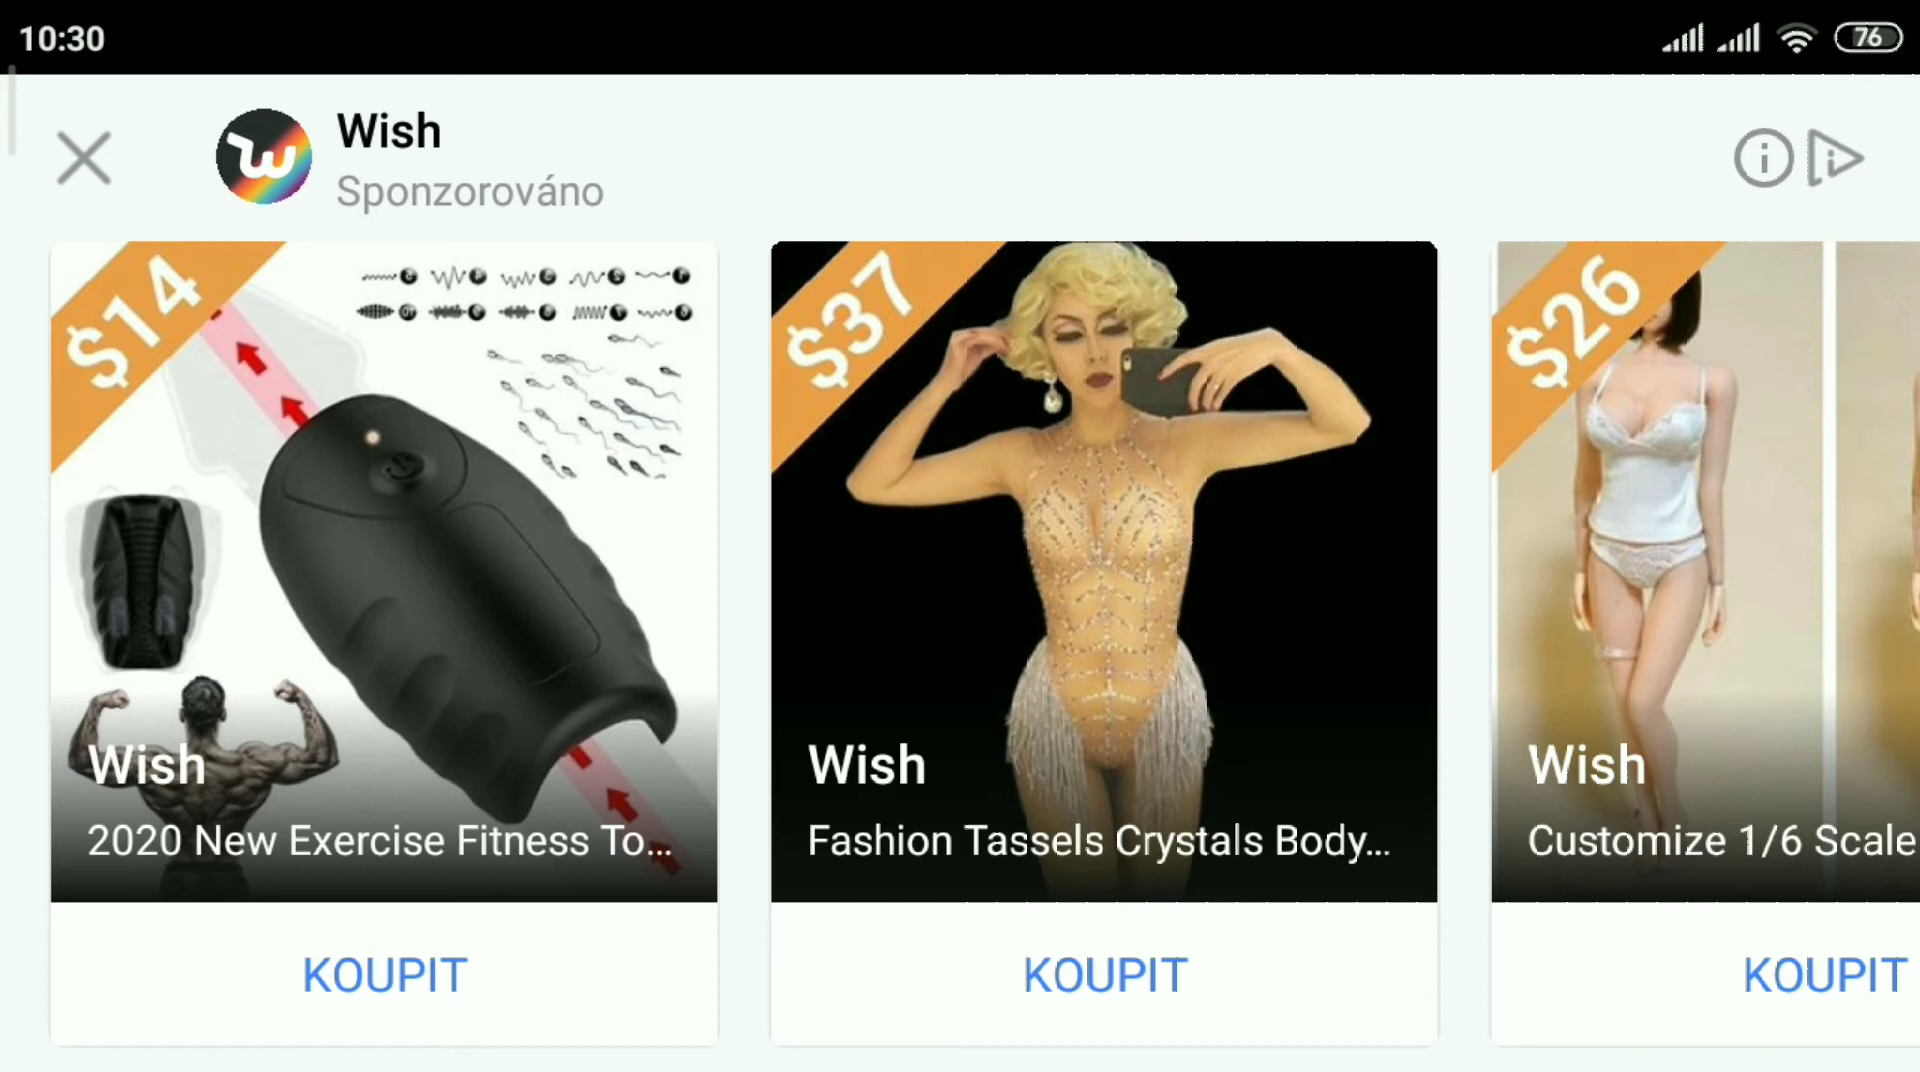 10:30
76
Wish
Sponzorováno
$14
Wish
2020 New Exercise Fitness To...
KOUPIT
$37
Wish
Fashion Tassels Crystals Body...
KOUPIT
$26
Wish
Customize 1/6 Scale
KOUPIT